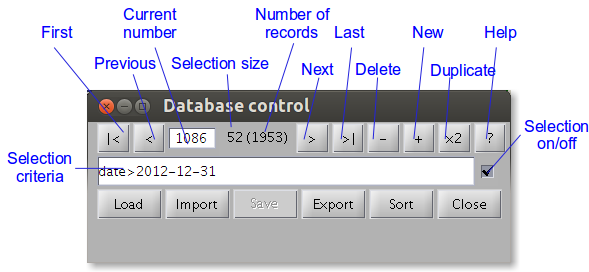 Current
number
Number of
records
First
Last
New
Help
Previous
Selection size
Next
Delete
Duplicate
Database control
|<
<
1086
52 (1953)
>
>|
-
+
x2
?
Selection
on/off
Selection
criteria
date>2012-12-31
Load
Import
Save
Export
Sort
Close